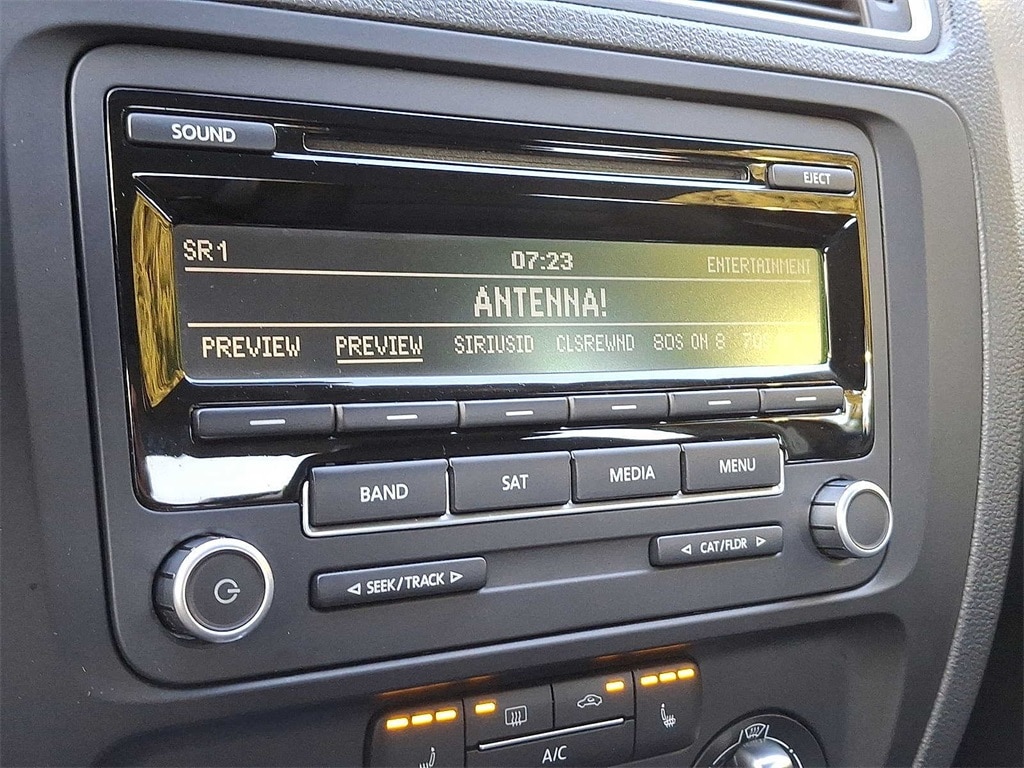 SOUND
EJECT
SR1 07:23 ENTERTAINMENT
ANTENNA!
PREVIEW PREVIEW SIRIUSID CLSREWND 80S ON 8
BAND SAT MEDIA MENU
SEEK/TRACK CAT/FLDR
A/C